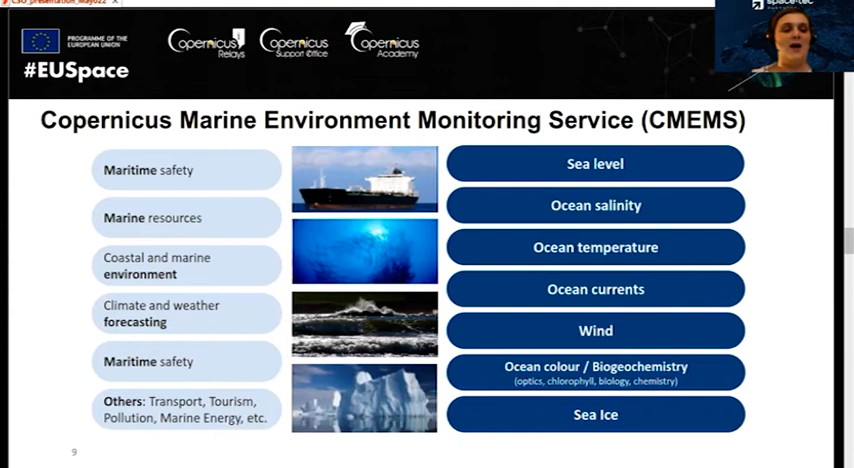 CSO_presentation_May022
PROGRAMME OF THE
EUROPEAN UNION
#EUSpace
Copernicus
Relays
Copernicus
Support Office
Copernicus
Academy
space-tec
Copernicus Marine Environment Monitoring Service (CMEMS)
Maritime safety
Marine resources
Coastal and marine
environment
Climate and weather
forecasting
Maritime safety
Others: Transport, Tourism,
Pollution, Marine Energy, etc.
Sea level
Ocean salinity
Ocean temperature
Ocean currents
Wind
Ocean colour / Biogeochemistry
(optics, chlorophyll, biology, chemistry)
Sea Ice
9